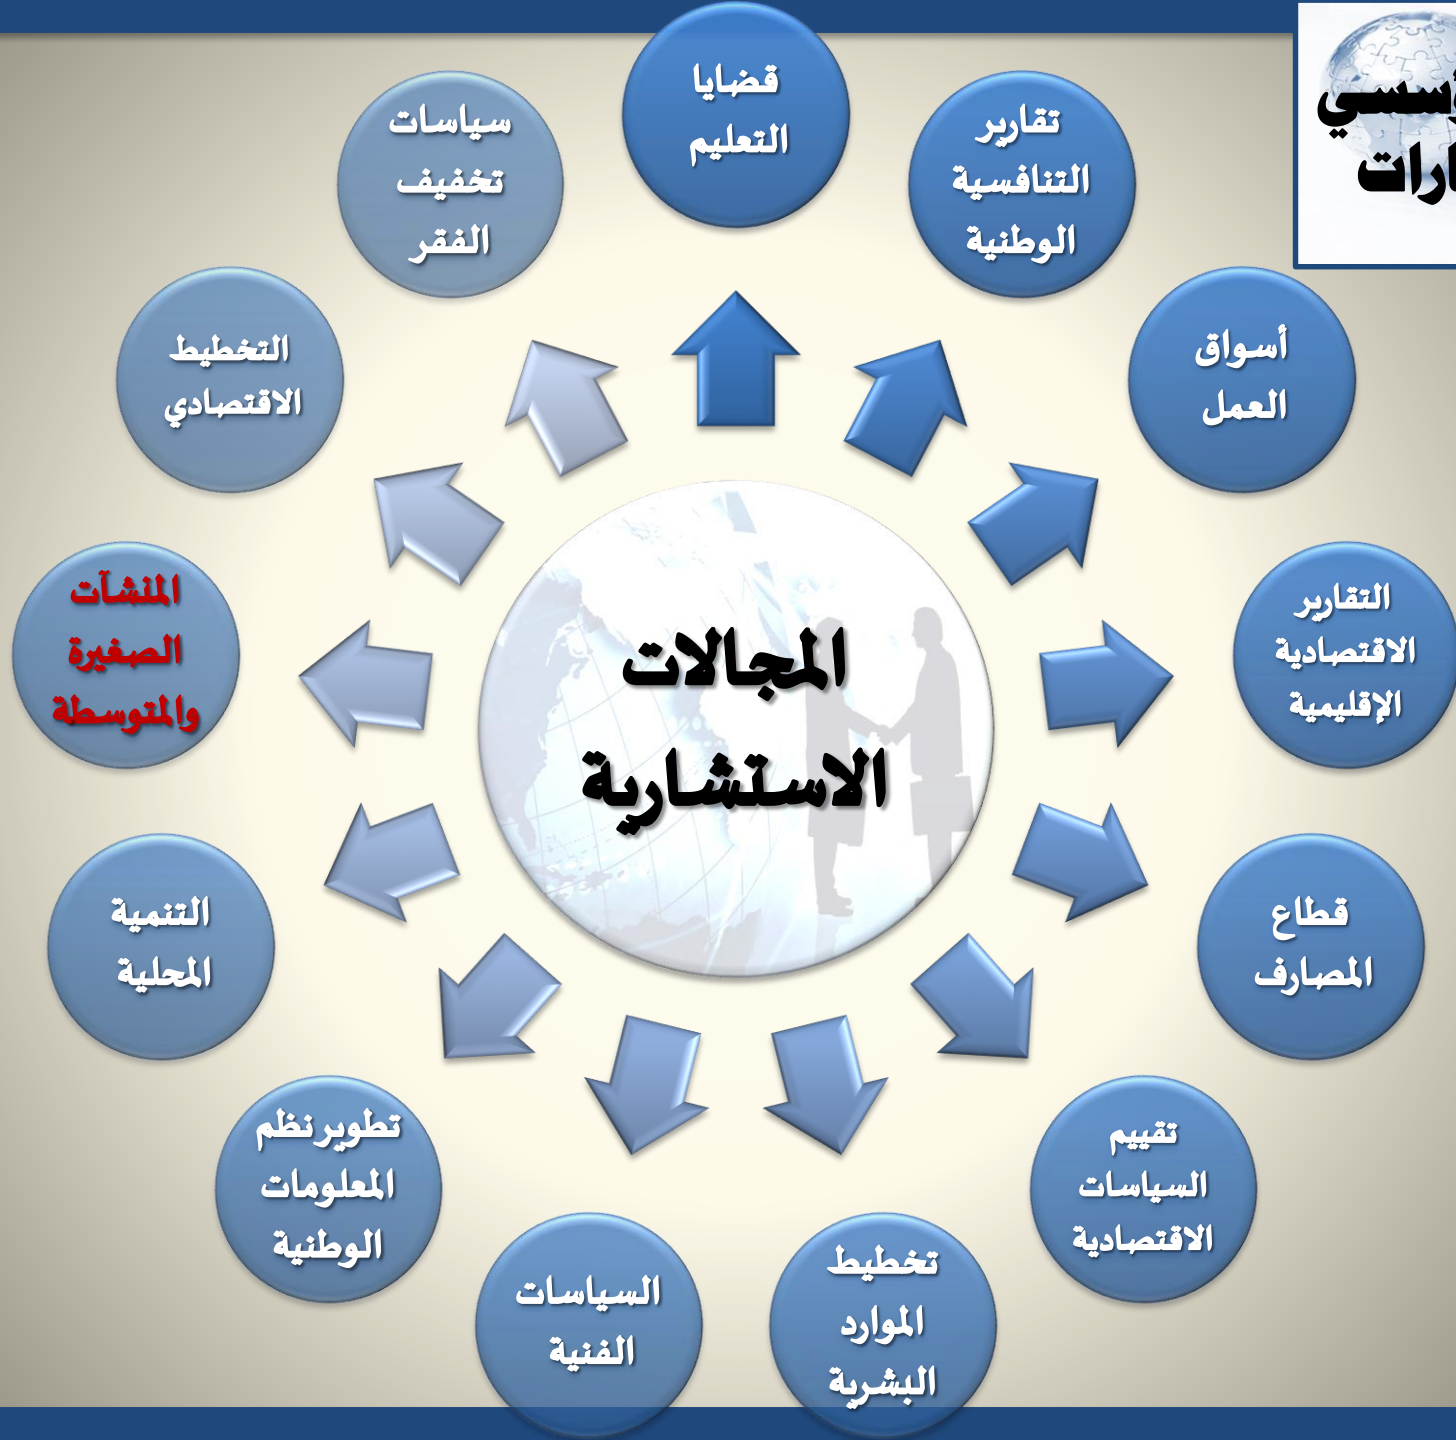 المجالات
الاستشارية
قضايا
التعليم
تقارير
التنافسية
الوطنية
أسواق
العمل
التقارير
الاقتصادية
الإقليمية
قطاع
المصارف
تقييم
السياسات
الاقتصادية
تخطيط
الموارد
البشرية
السياسات
الفنية
تطوير نظم
المعلومات
الوطنية
التنمية
المحلية
المنشآت
الصغيرة
والمتوسطة
التخطيط
الاقتصادي
سياسات
تخفيف
الفقر